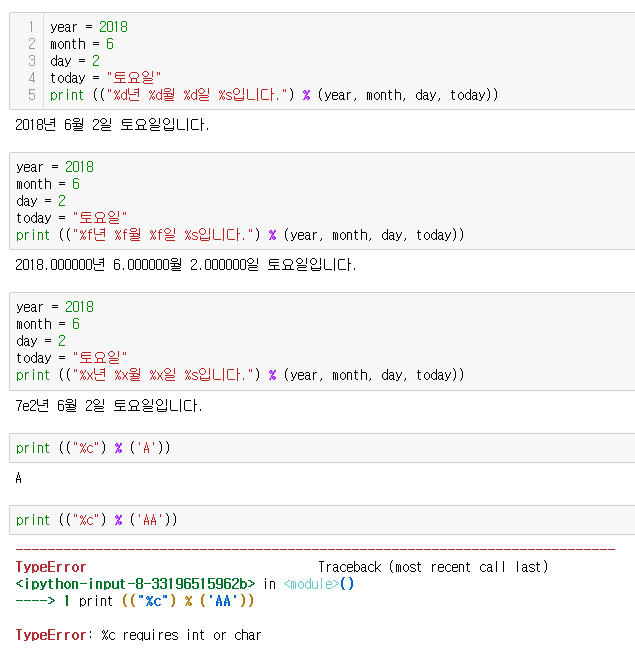 1 year = 2018
2 month = 6
3 day = 2
4 today = "토요일"
5 print (("%d년 %d월 %d일 %s입니다.") % (year, month, day, today))
2018년 6월 2일 토요일입니다.
year = 2018
month = 6
day = 2
today = "토요일"
print (("%f년 %f월 %f일 %s입니다.") % (year, month, day, today))
2018.000000년 6.000000월 2.000000일 토요일입니다.
year = 2018
month = 6
day = 2
today = "토요일"
print (("%x년 %x월 %x일 %s입니다.") % (year, month, day, today))
7e2년 6월 2일 토요일입니다.
print (("%c") % ('A'))
A
print (("%c") % ('AA'))
---------------------------------------------------------------------------
TypeError Traceback (most recent call last)
<ipython-input-8-33196515962b> in <module>()
----> 1 print (("%c") % ('AA'))
TypeError: %c requires int or char